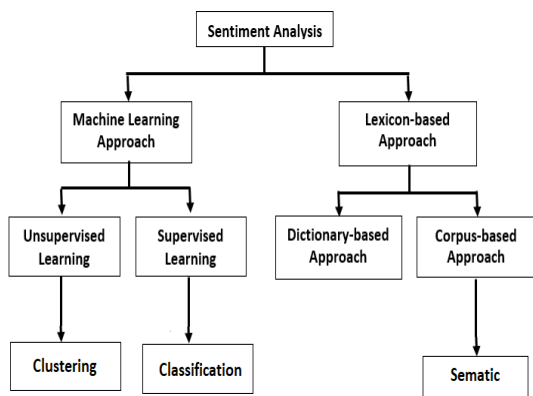 Sentiment Analysis
Machine Learning
Approach
Lexicon-based
Approach
Unsupervised
Learning
Supervised
Learning
Dictionary-based
Approach
Corpus-based
Approach
Clustering
Classification
Sematic